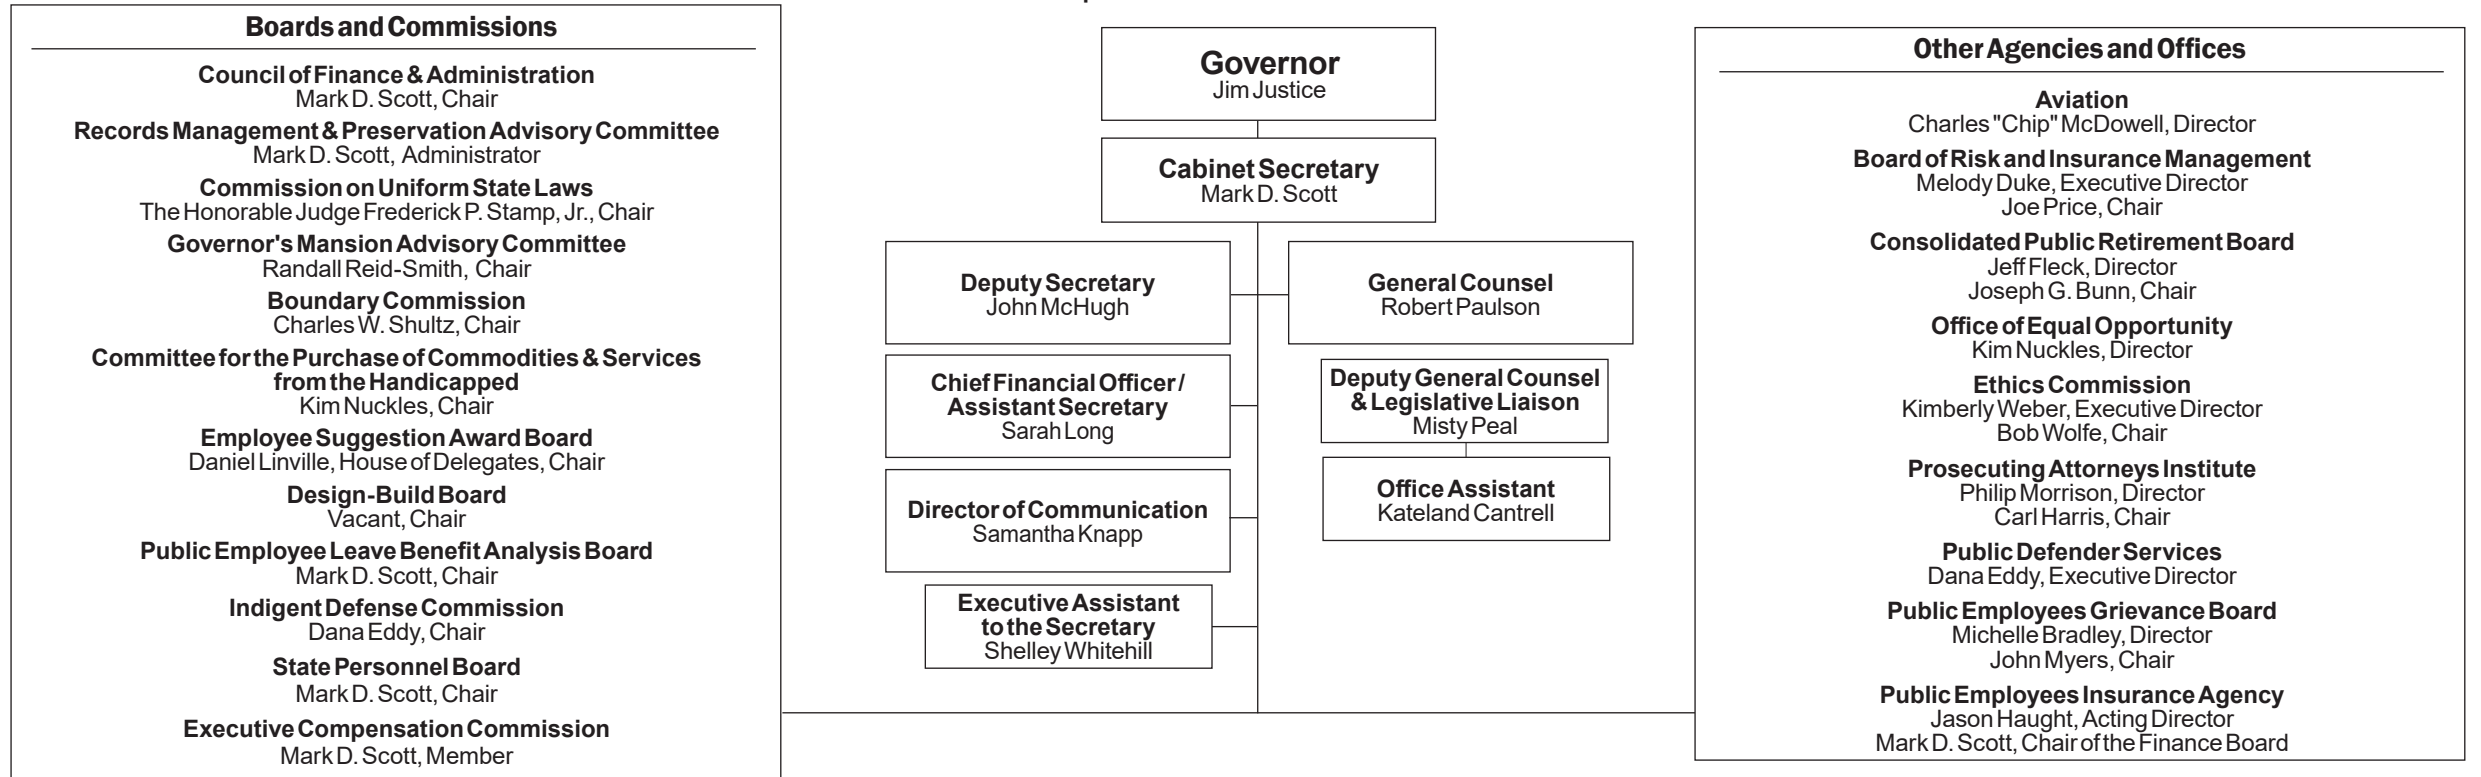 Boards and Commissions
Council of Finance & Administration
Mark D. Scott, Chair
Records Management & Preservation Advisory Committee
Mark D. Scott, Administrator
Commission on Uniform State Laws
The Honorable Judge Frederick P. Stamp, Jr., Chair
Governor's Mansion Advisory Committee
Randall Reid-Smith, Chair
Boundary Commission
Charles W. Shultz, Chair
Committee for the Purchase of Commodities & Services
from the Handicapped
Kim Nuckles, Chair
Employee Suggestion Award Board
Daniel Linville, House of Delegates, Chair
Design-Build Board
Vacant, Chair
Public Employee Leave Benefit Analysis Board
Mark D. Scott, Chair
Indigent Defense Commission
Dana Eddy, Chair
State Personnel Board
Mark D. Scott, Chair
Executive Compensation Commission
Mark D. Scott, Member
Governor
Jim Justice
Cabinet Secretary
Mark D. Scott
Deputy Secretary
John McHugh
General Counsel
Robert Paulson
Chief Financial Officer/
Assistant Secretary
Sarah Long
Deputy General Counsel
& Legislative Liaison
Misty Peal
Director of Communication
Samantha Knapp
Office Assistant
Kateland Cantrell
Executive Assistant
to the Secretary
Shelley Whitehill
Other Agencies and Offices
Aviation
Charles "Chip" McDowell, Director
Board of Risk and Insurance Management
Melody Duke, Executive Director
Joe Price, Chair
Consolidated Public Retirement Board
Jeff Fleck, Director
Joseph G. Bunn, Chair
Office of Equal Opportunity
Kim Nuckles, Director
Ethics Commission
Kimberly Weber, Executive Director
Bob Wolfe, Chair
Prosecuting Attorneys Institute
Philip Morrison, Director
Carl Harris, Chair
Public Defender Services
Dana Eddy, Executive Director
Public Employees Grievance Board
Michelle Bradley, Director
John Myers, Chair
Public Employees Insurance Agency
Jason Haught, Acting Director
Mark D. Scott, Chair of the Finance Board